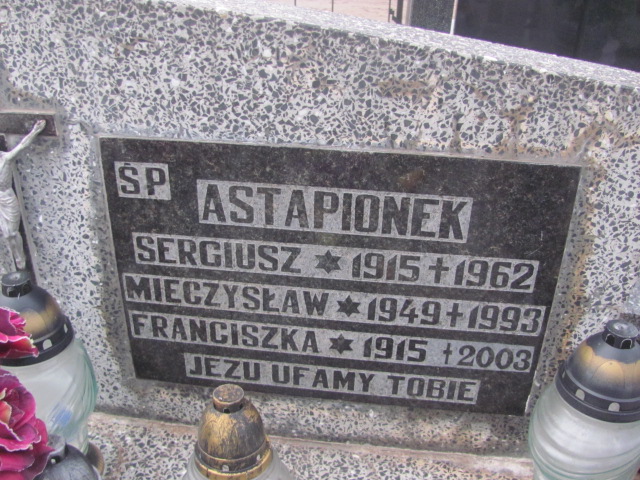 ŚP ASTAPIONEK
SERGIUSZ ✶ 1915 ✝ 1962
MIECZYSŁAW ✶ 1949 ✝ 1993
FRANCISZKA ✶ 1915 ✝ 2003
JEZU UFAMY TOBIE